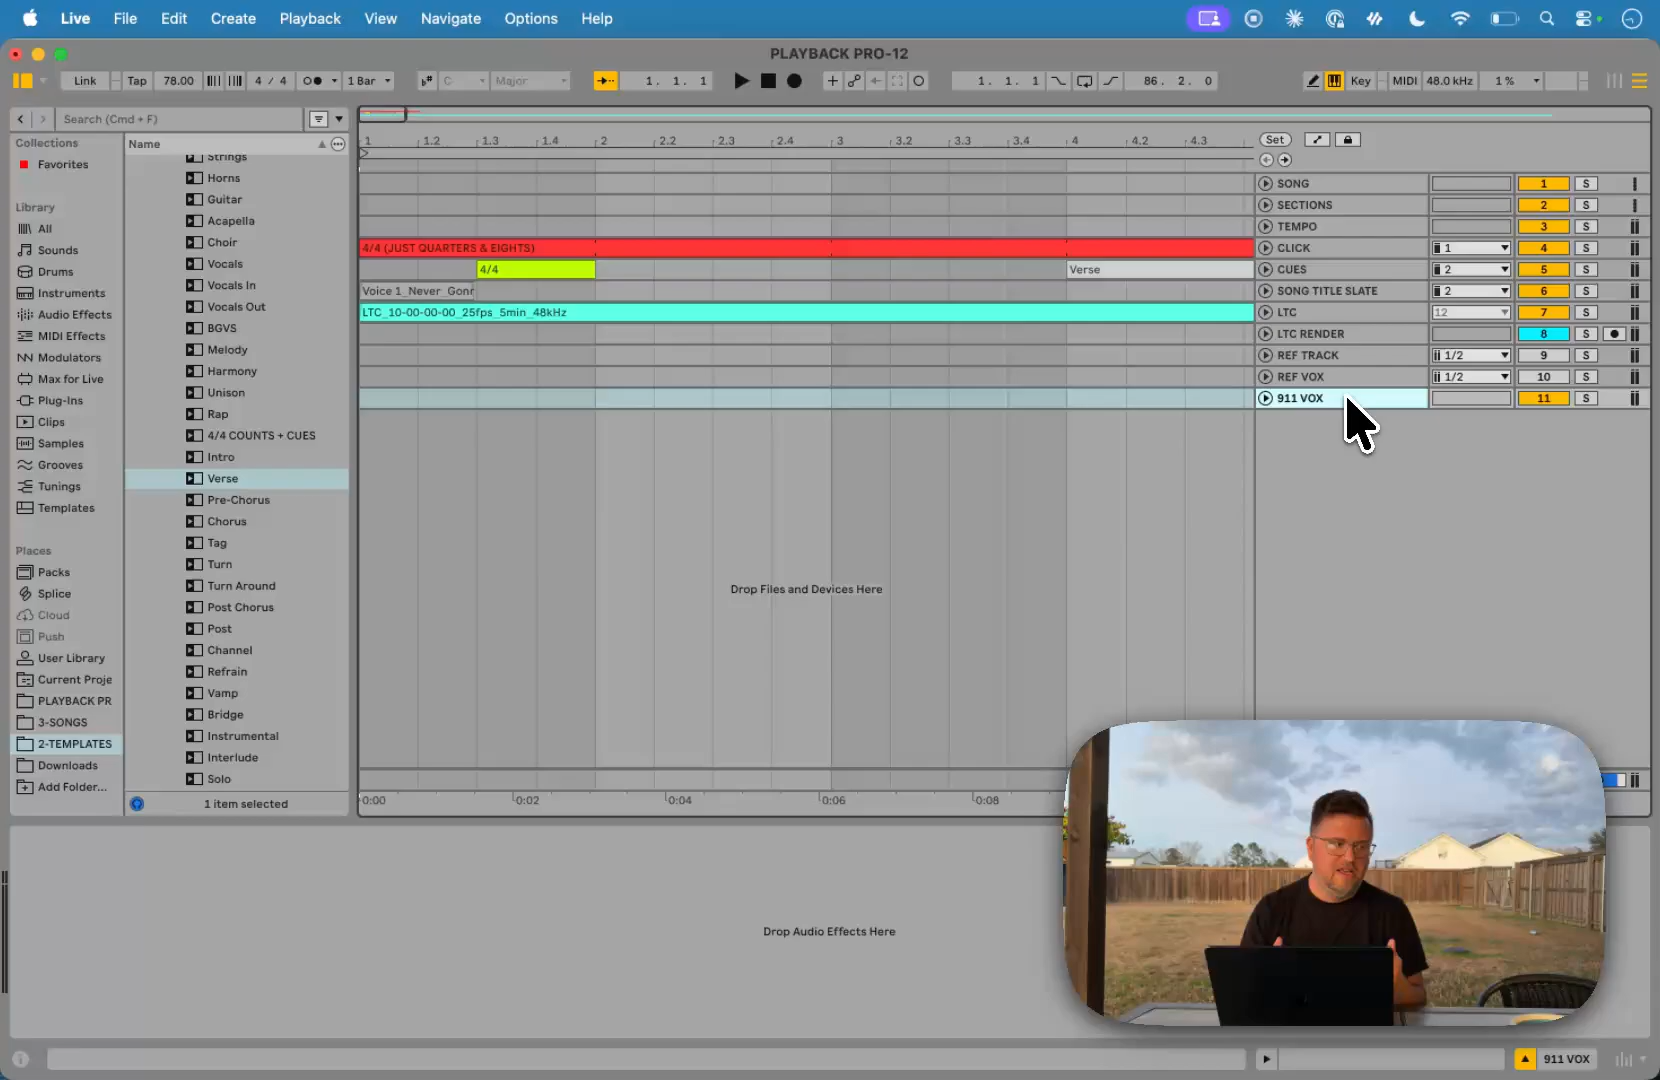 Live File Edit Create Playback View Navigate Options Help
PLAYBACK PRO-12
Link Tap 78.00 4 / 4 1 Bar C Major 1. 1. 1 1. 1. 1 86. 2. 0 Key MIDI 48.0 kHz 1 %
Search (Cmd + F)
Collections
Favorites
Library
All
Sounds
Drums
Instruments
Audio Effects
MIDI Effects
Modulators
Max for Live
Plug-Ins
Clips
Samples
Grooves
Tunings
Templates
Places
Packs
Splice
Cloud
Push
User Library
Current Proje
PLAYBACK PR
3-SONGS
2-TEMPLATES
Downloads
Add Folder...
Name
Strings
Horns
Guitar
Acapella
Choir
Vocals
Vocals In
Vocals Out
BGVS
Melody
Harmony
Unison
Rap
4/4 COUNTS + CUES
Intro
Verse
Pre-Chorus
Chorus
Tag
Turn
Turn Around
Post Chorus
Post
Channel
Refrain
Vamp
Bridge
Instrumental
Interlude
Solo
1 item selected
1 1.2 1.3 1.4 2 2.2 2.3 2.4 3 3.2 3.3 3.4 4 4.2 4.3 Set
SONG 1 S
SECTIONS 2 S
TEMPO 3 S
4/4 (JUST QUARTERS & EIGHTS) CLICK 1 4 S
4/4 Verse CUES 2 5 S
Voice 1_Never_Gonr SONG TITLE SLATE 2 6 S
LTC_10-00-00-00_25fps_5min_48kHz LTC 12 7 S
LTC RENDER 8 S
REF TRACK 1/2 9 S
REF VOX 1/2 10 S
911 VOX 11 S
Drop Files and Devices Here
0:00 0:02 0:04 0:06 0:08
Drop Audio Effects Here
911 VOX